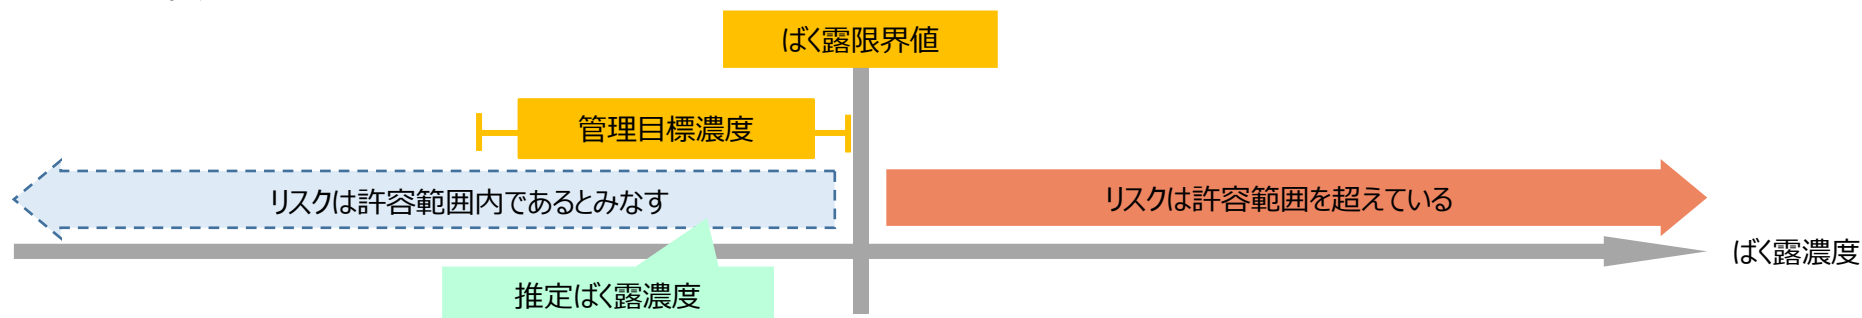 ばく露限界値
管理目標濃度
リスクは許容範囲内であるとみなす
リスクは許容範囲を超えている
ばく露濃度
推定ばく露濃度